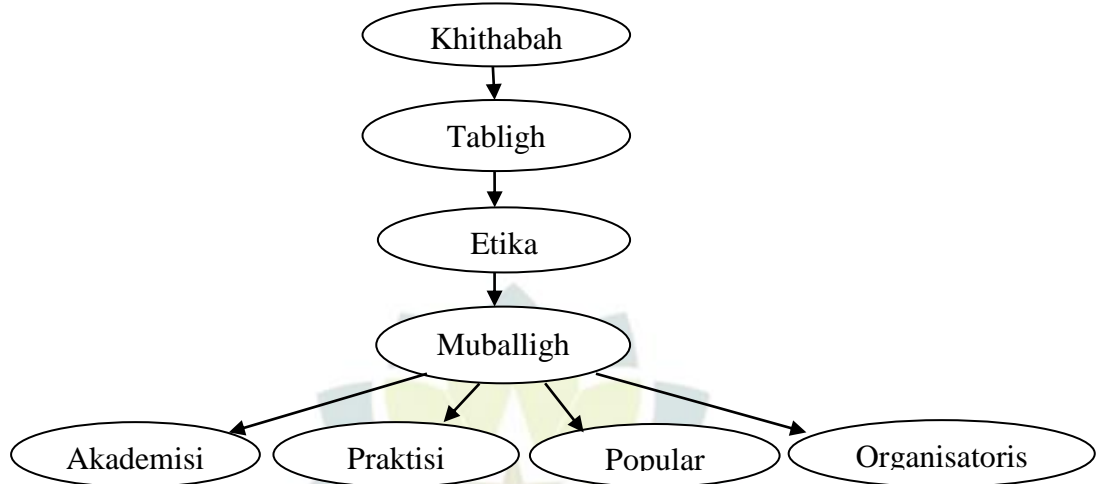 Khithabah
Tabligh
Etika
Muballigh
Akademisi Praktisi Popular Organisatoris